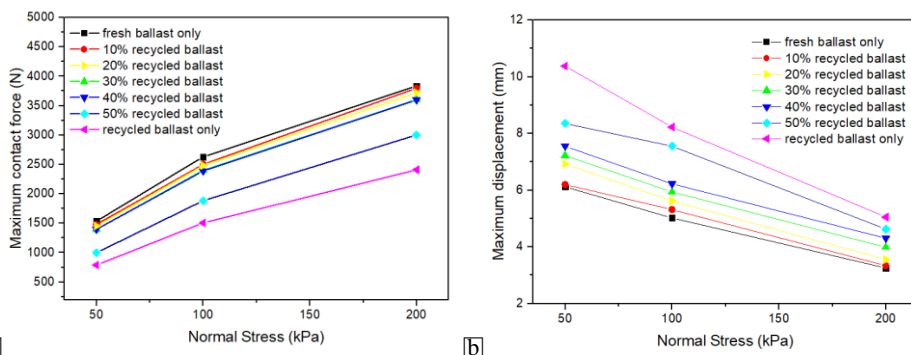 5000
4500
4000
3500
3000
2500
2000
1500
1000
500
Maximum contact force (N)
fresh ballast only
10% recycled ballast
20% recycled ballast
30% recycled ballast
40% recycled ballast
50% recycled ballast
recycled ballast only
50 100 150 200
Normal Stress (kPa)
12
10
8
6
4
2
Maximum displacement (mm)
fresh ballast only
10% recycled ballast
20% recycled ballast
30% recycled ballast
40% recycled ballast
50% recycled ballast
recycled ballast only
50 100 150 200
Normal Stress (kPa)
b